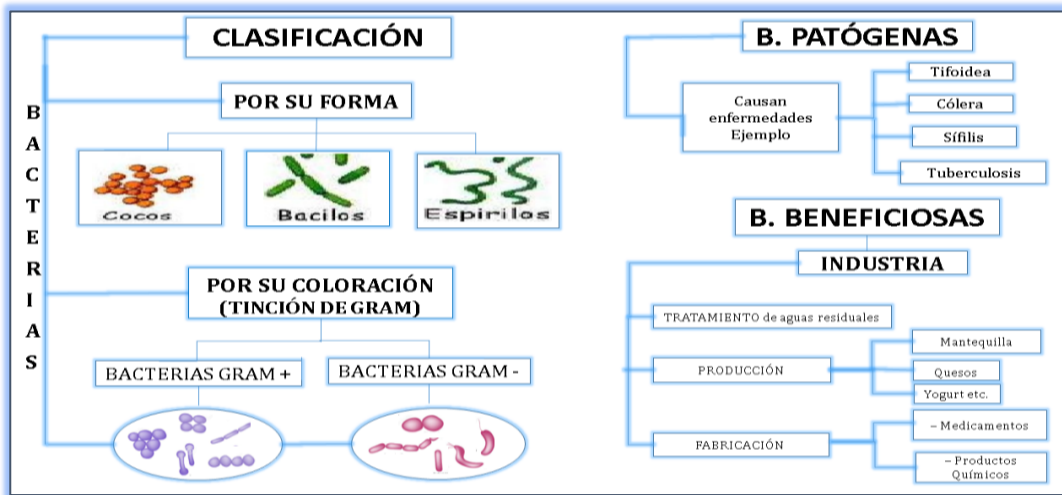 BACTERIAS
CLASIFICACIÓN
POR SU FORMA
Cocos
Bacilos
Espirilos
POR SU COLORACIÓN
(TINCIÓN DE GRAM)
BACTERIAS GRAM +
BACTERIAS GRAM -
B. PATÓGENAS
Causan
enfermedades
Ejemplo
Tifoidea
Cólera
Sífilis
Tuberculosis
B. BENEFICIOSAS
INDUSTRIA
TRATAMIENTO de aguas residuales
PRODUCCIÓN
Mantequilla
Quesos
Yogurt etc.
FABRICACIÓN
– Medicamentos
– Productos
Químicos